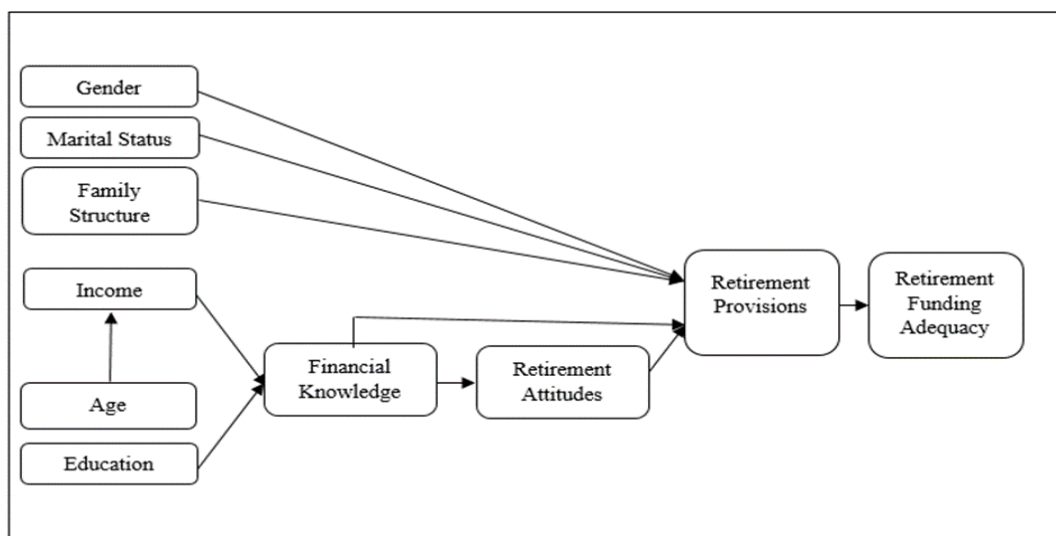 Gender
Marital Status
Family
Structure
Income
Age
Education
Financial
Knowledge
Retirement
Attitudes
Retirement
Provisions
Retirement
Funding
Adequacy